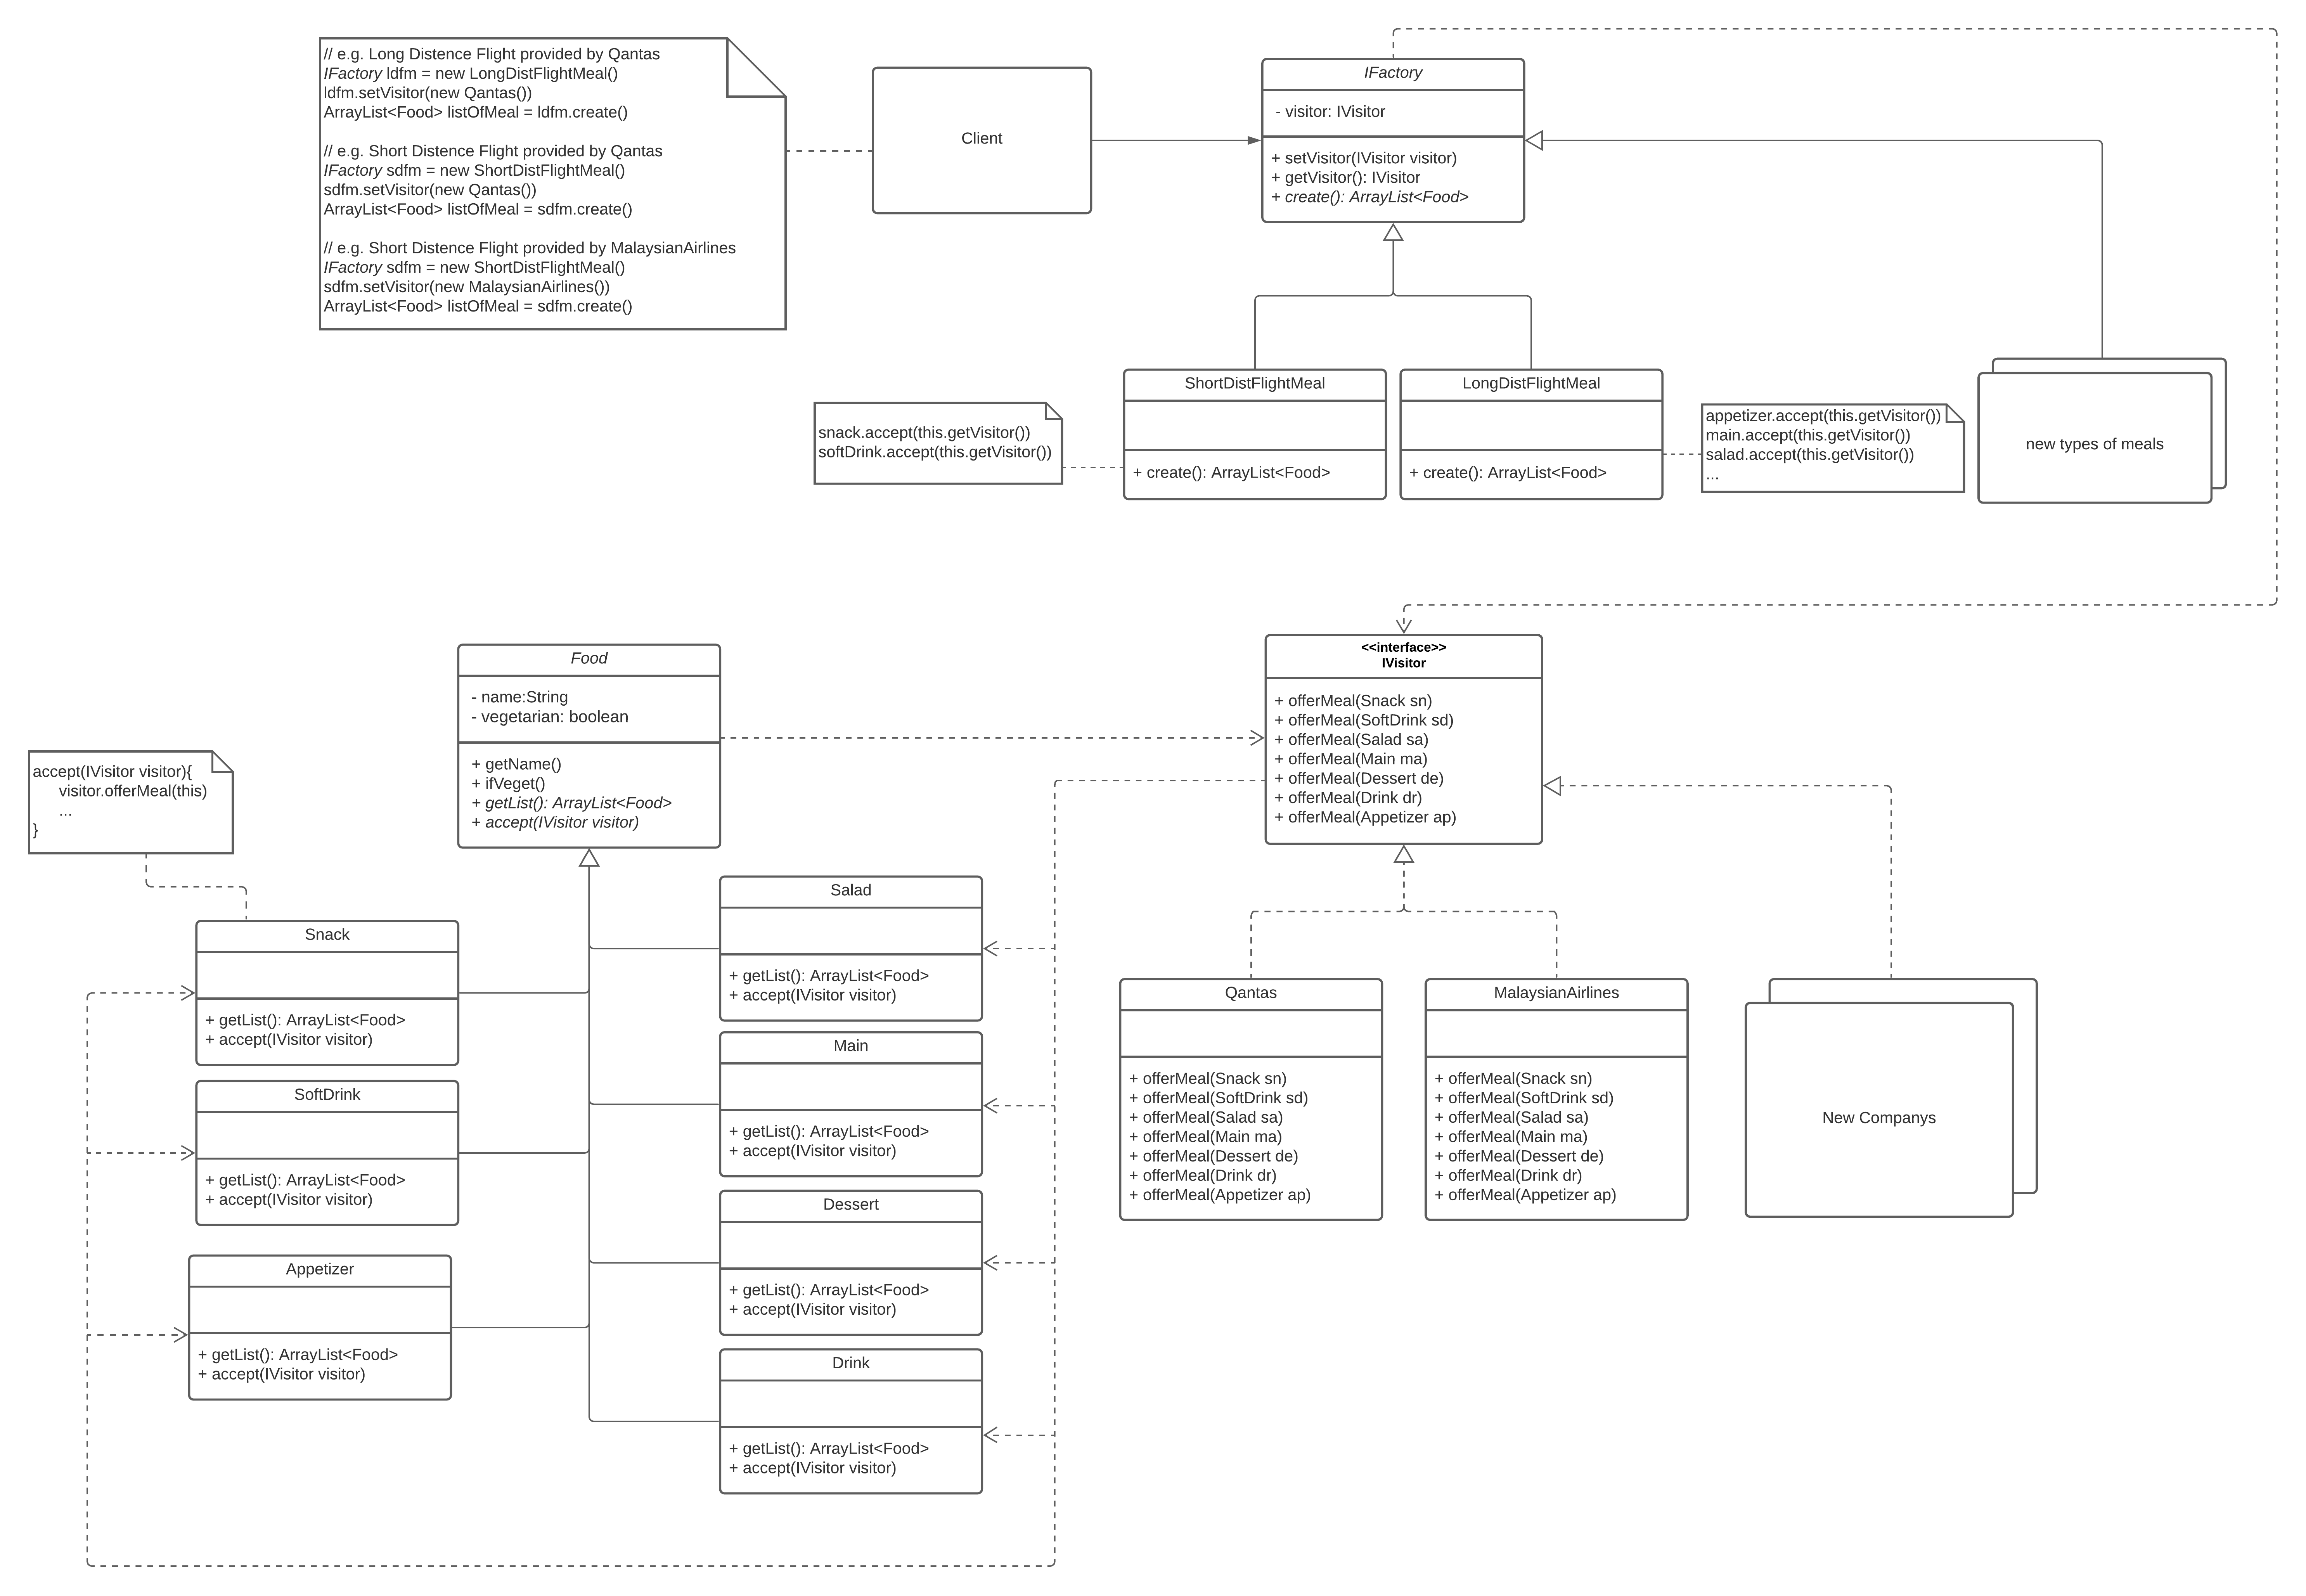 // e.g. Long Distence Flight provided by Qantas
IFactory ldfm = new LongDistFlightMeal()
ldfm.setVisitor(new Qantas())
ArrayList<Food> listOfMeal = ldfm.create()
// e.g. Short Distence Flight provided by Qantas
IFactory sdfm = new ShortDistFlightMeal()
sdfm.setVisitor(new Qantas())
ArrayList<Food> listOfMeal = sdfm.create()
// e.g. Short Distence Flight provided by MalaysianAirlines
IFactory sdfm = new ShortDistFlightMeal()
sdfm.setVisitor(new MalaysianAirlines())
ArrayList<Food> listOfMeal = sdfm.create()
Client
IFactory
- visitor: IVisitor
+ setVisitor(IVisitor visitor)
+ getVisitor(): IVisitor
+ create(): ArrayList<Food>
snack.accept(this.getVisitor())
softDrink.accept(this.getVisitor())
ShortDistFlightMeal
+ create(): ArrayList<Food>
LongDistFlightMeal
+ create(): ArrayList<Food>
appetizer.accept(this.getVisitor())
main.accept(this.getVisitor())
salad.accept(this.getVisitor())
...
new types of meals
Food
- name:String
- vegetarian: boolean
+ getName()
+ ifVeget()
+ getList(): ArrayList<Food>
+ accept(IVisitor visitor)
<<interface>>
IVisitor
+ offerMeal(Snack sn)
+ offerMeal(SoftDrink sd)
+ offerMeal(Salad sa)
+ offerMeal(Main ma)
+ offerMeal(Dessert de)
+ offerMeal(Drink dr)
+ offerMeal(Appetizer ap)
accept(IVisitor visitor){
visitor.offerMeal(this)
...
}
Snack
+ getList(): ArrayList<Food>
+ accept(IVisitor visitor)
SoftDrink
+ getList(): ArrayList<Food>
+ accept(IVisitor visitor)
Appetizer
+ getList(): ArrayList<Food>
+ accept(IVisitor visitor)
Salad
+ getList(): ArrayList<Food>
+ accept(IVisitor visitor)
Main
+ getList(): ArrayList<Food>
+ accept(IVisitor visitor)
Dessert
+ getList(): ArrayList<Food>
+ accept(IVisitor visitor)
Drink
+ getList(): ArrayList<Food>
+ accept(IVisitor visitor)
Qantas
+ offerMeal(Snack sn)
+ offerMeal(SoftDrink sd)
+ offerMeal(Salad sa)
+ offerMeal(Main ma)
+ offerMeal(Dessert de)
+ offerMeal(Drink dr)
+ offerMeal(Appetizer ap)
MalaysianAirlines
+ offerMeal(Snack sn)
+ offerMeal(SoftDrink sd)
+ offerMeal(Salad sa)
+ offerMeal(Main ma)
+ offerMeal(Dessert de)
+ offerMeal(Drink dr)
+ offerMeal(Appetizer ap)
New Companys